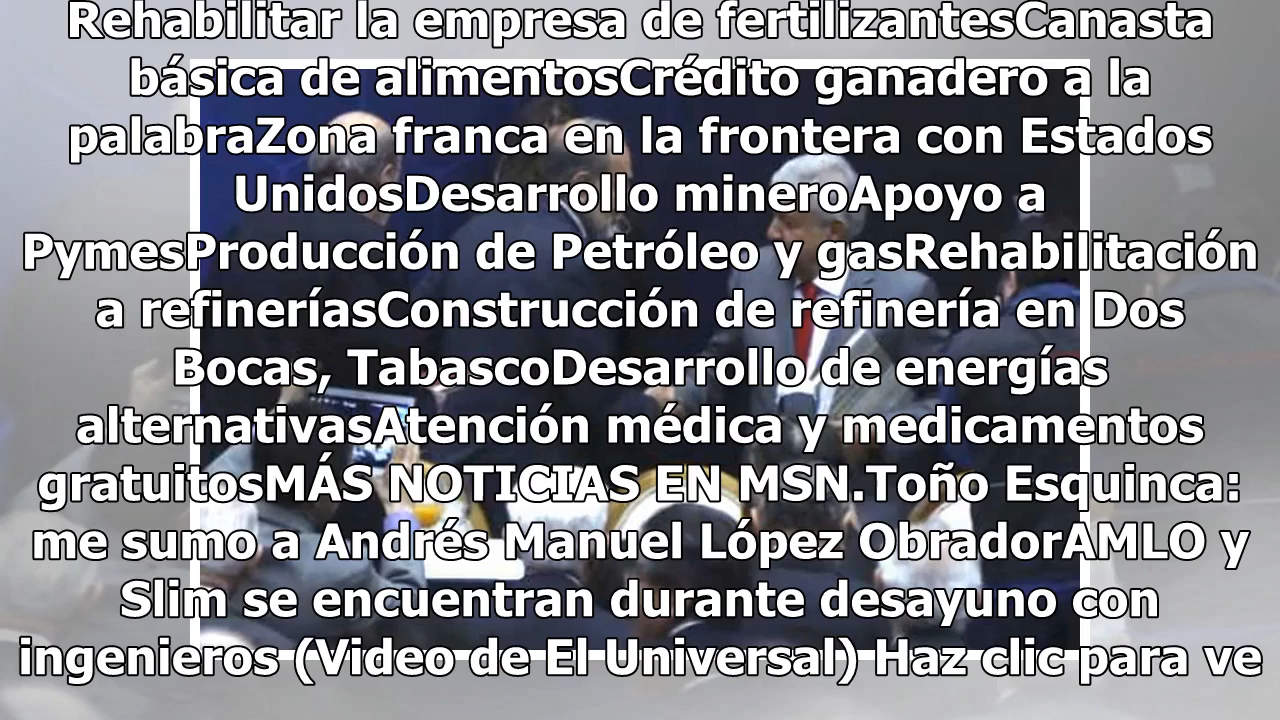 Rehabilitar la empresa de fertilizantesCanasta
básica de alimentosCrédito ganadero a la
palabraZona franca en la frontera con Estados
UnidosDesarrollo mineroApoyo a
PymesProducción de Petróleo y gasRehabilitación
a refineríasConstrucción de refinería en Dos
Bocas, TabascoDesarrollo de energías
alternativasAtención médica y medicamentos
gratuitosMÁS NOTICIAS EN MSN.Toño Esquinca:
me sumo a Andrés Manuel López ObradorAMLO y
Slim se encuentran durante desayuno con
ingenieros (Video de El Universal) Haz clic para ve